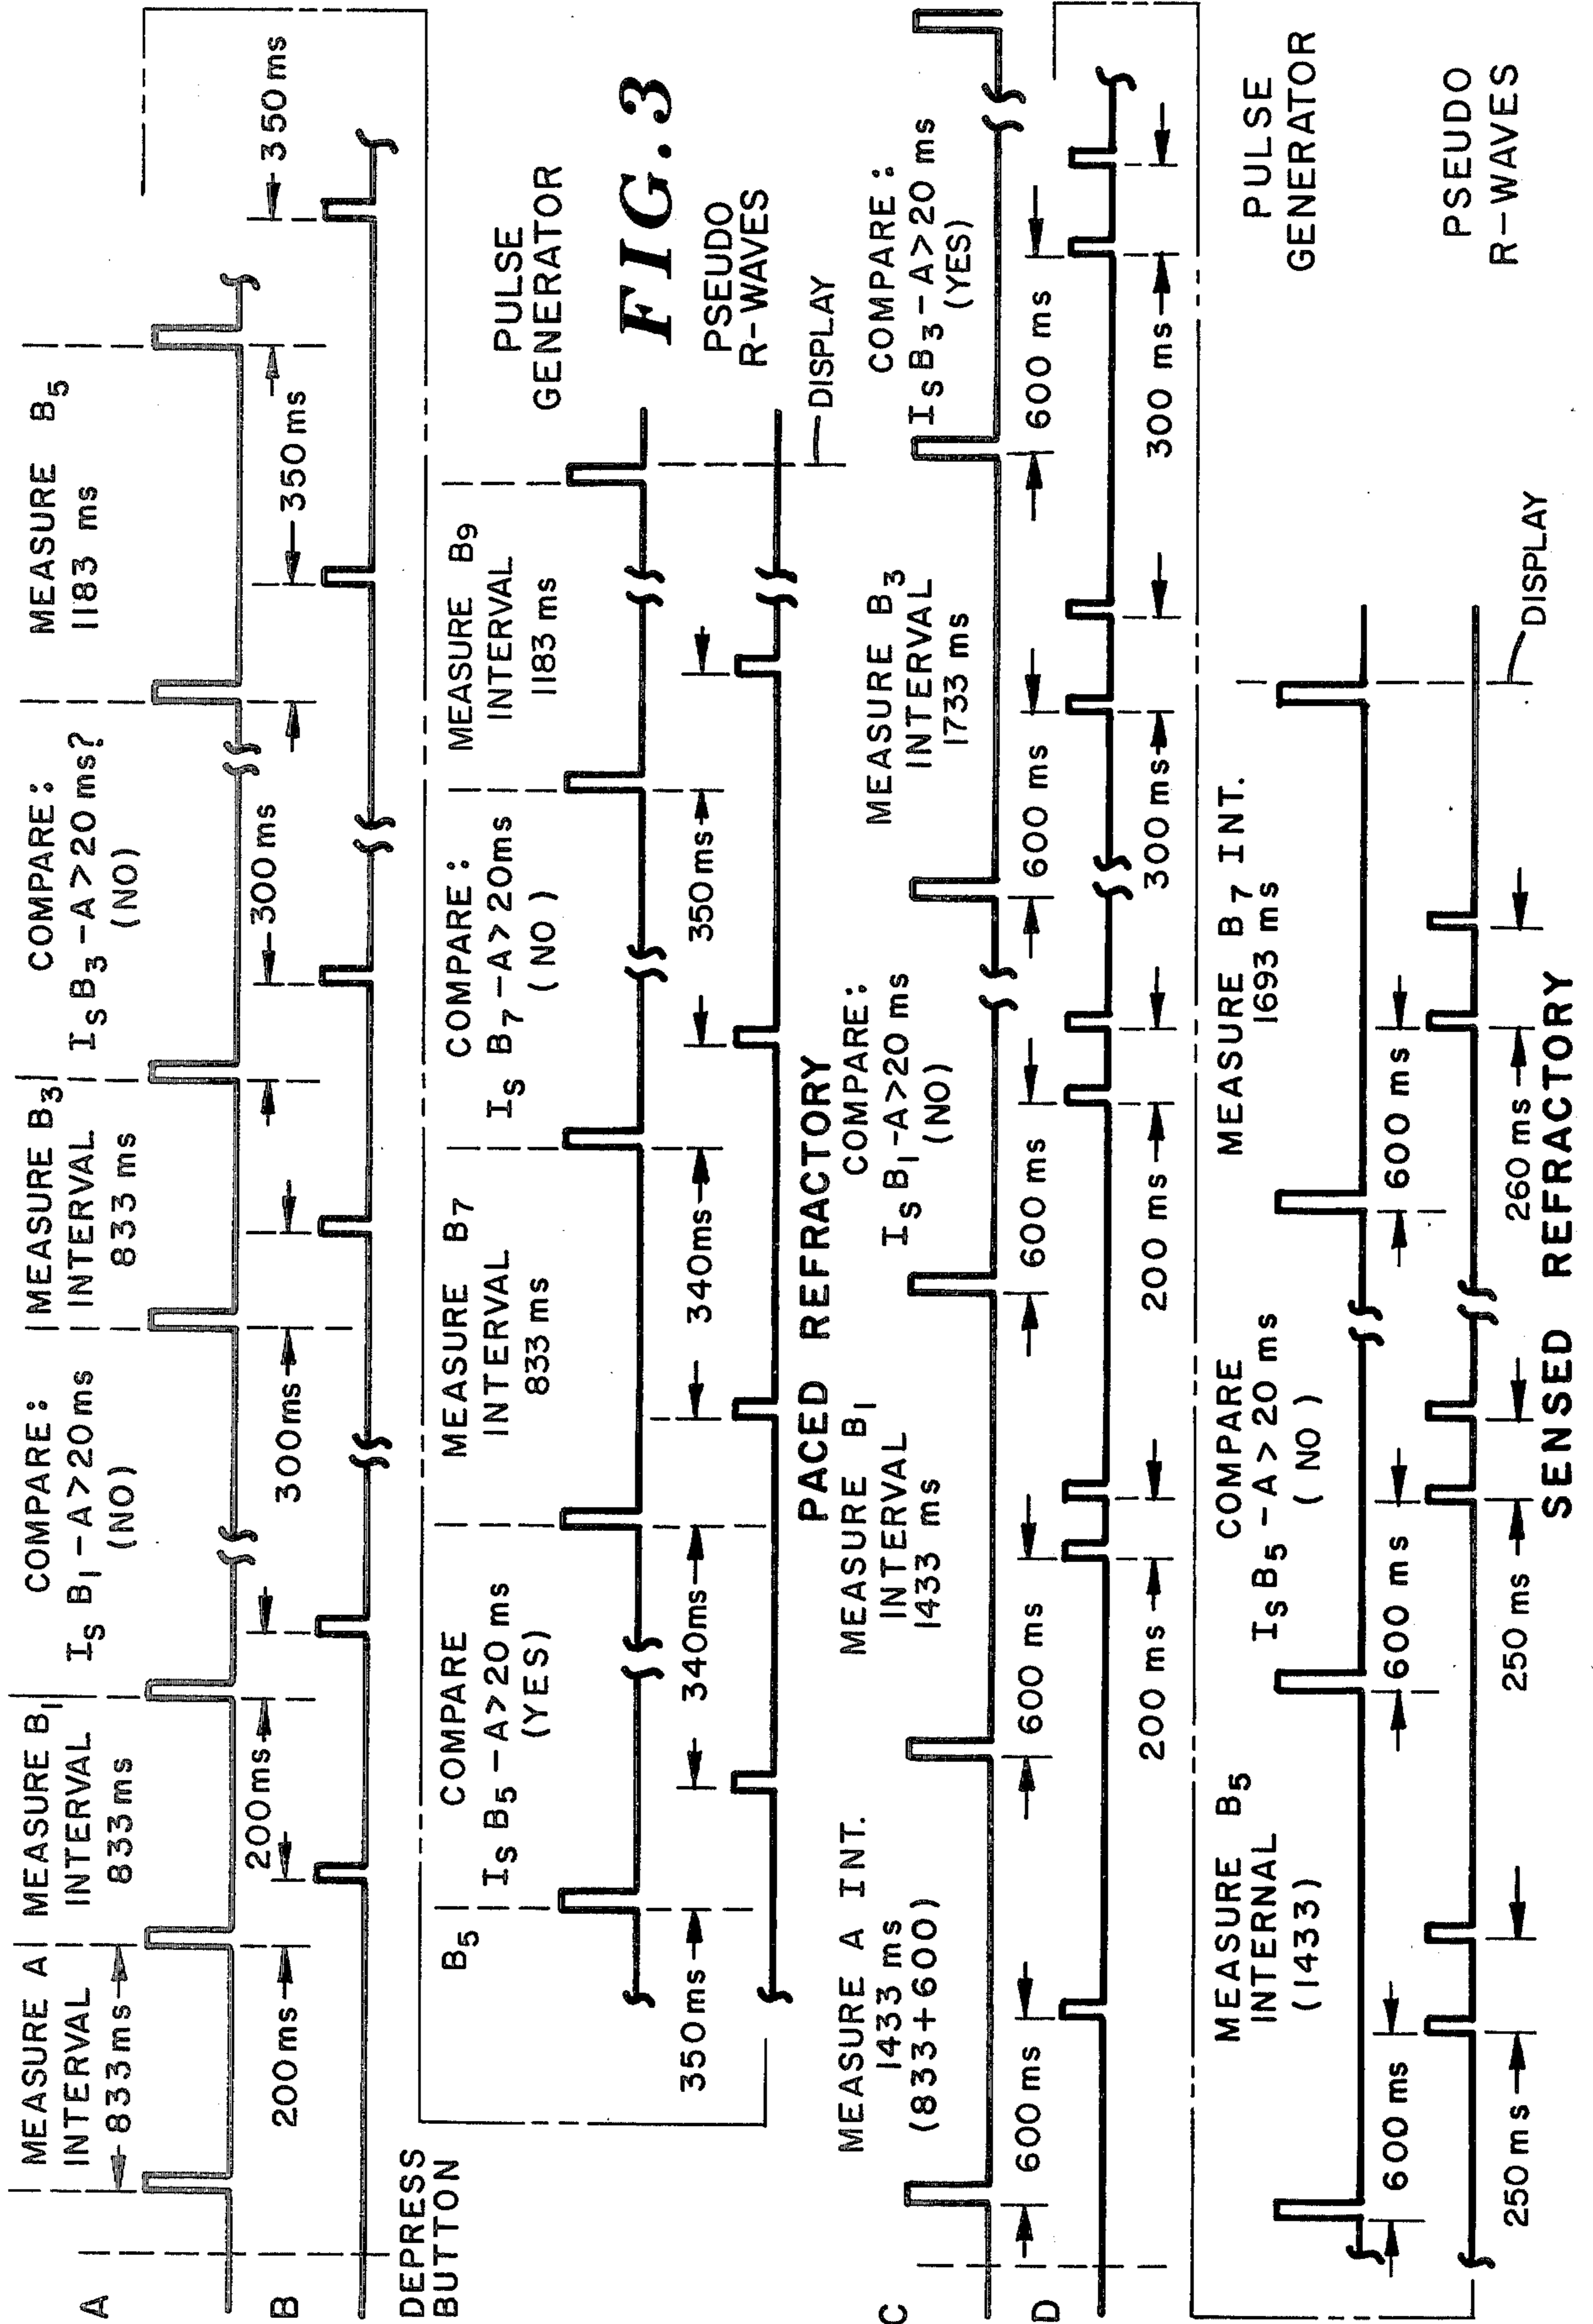 A
MEASURE A
INTERVAL
833 ms
MEASURE B1
INTERVAL
833 ms
COMPARE:
Is B1 - A > 20 ms
(NO)
MEASURE B3
INTERVAL
833 ms
COMPARE:
Is B3 - A > 20 ms?
(NO)
MEASURE B5
1183 ms
B
200 ms
200 ms
300 ms
300 ms
350 ms
350 ms
DEPRESS
BUTTON
B5
COMPARE
Is B5 - A > 20 ms
(YES)
MEASURE B7
INTERVAL
833 ms
COMPARE:
Is B7 - A > 20 ms
(NO)
MEASURE B9
INTERVAL
1183 ms
PULSE
GENERATOR
FIG. 3
350 ms
340 ms
340 ms
350 ms
PSEUDO
R-WAVES
DISPLAY
PACED REFRACTORY
C
MEASURE A INT.
1433 ms
(833+600)
MEASURE B1
INTERVAL
1433 ms
COMPARE:
Is B1 - A > 20 ms
(NO)
MEASURE B3
INTERVAL
1733 ms
COMPARE:
Is B3 - A > 20 ms
(YES)
D
600 ms
600 ms
600 ms
600 ms
600 ms
200 ms
200 ms
300 ms
300 ms
MEASURE B5
INTERNAL
(1433)
COMPARE
Is B5 - A > 20 ms
(NO)
MEASURE B7 INT.
1693 ms
PULSE
GENERATOR
600 ms
600 ms
600 ms
250 ms
250 ms
260 ms
DISPLAY
PSEUDO
R-WAVES
SENSED REFRACTORY